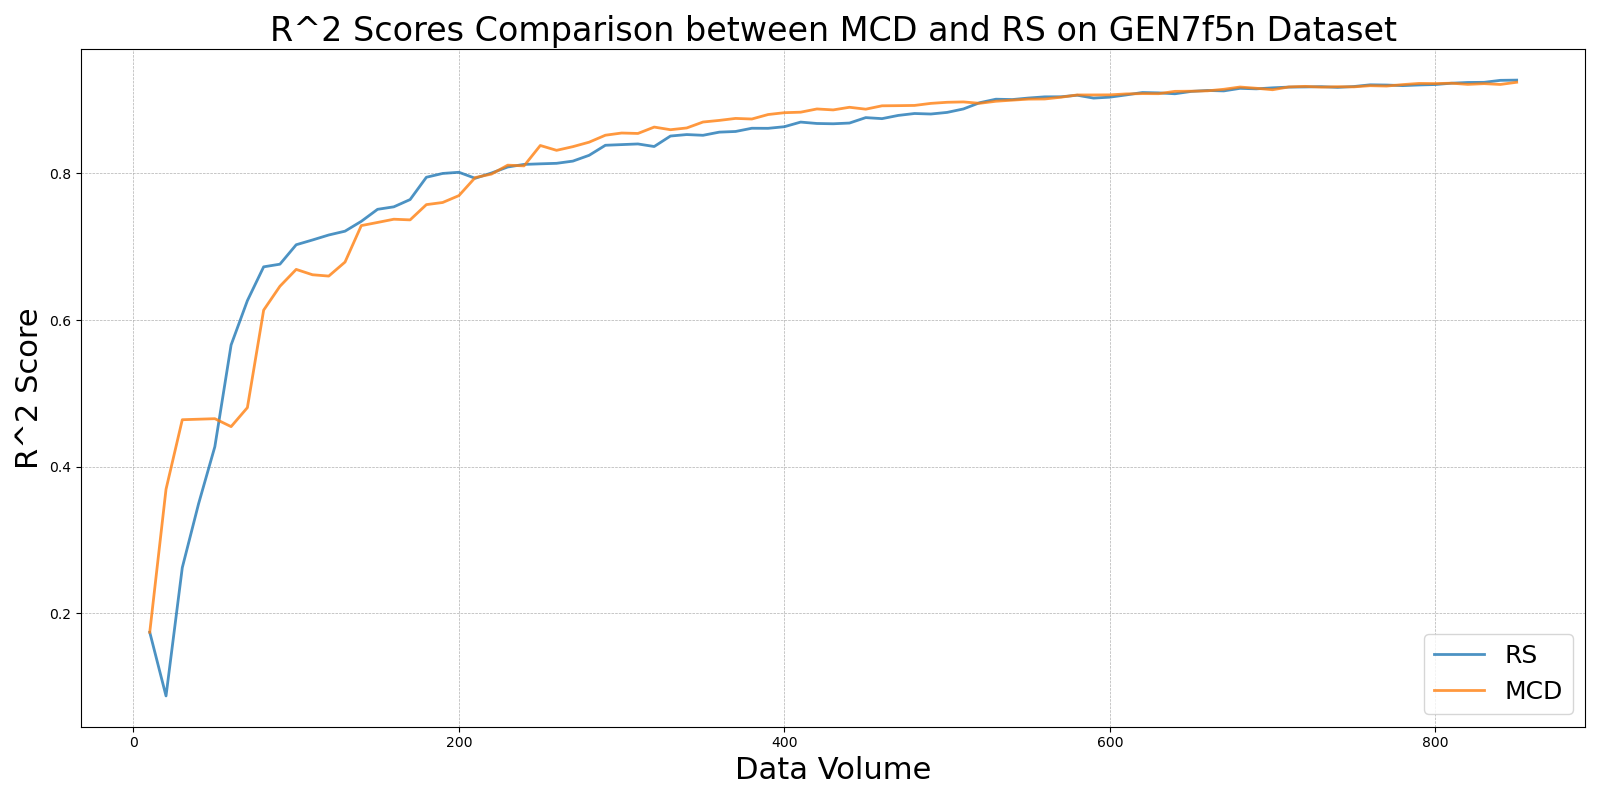 R^2 Scores Comparison between MCD and RS on GEN7f5n Dataset
R^2 Score
0.8
0.6
0.4
0.2
0 200 400 600 800
Data Volume
RS
MCD